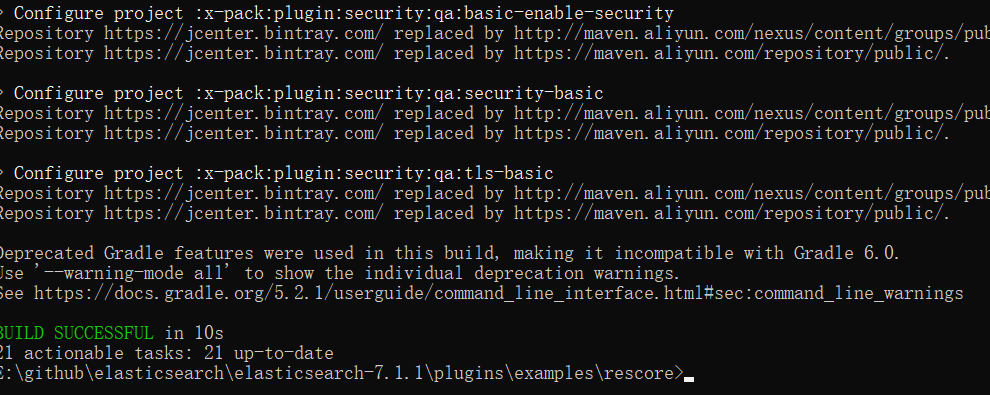 > Configure project :x-pack:plugin:security:qa:basic-enable-security
Repository https://jcenter.bintray.com/ replaced by http://maven.aliyun.com/nexus/content/groups/pub
Repository https://jcenter.bintray.com/ replaced by https://maven.aliyun.com/repository/public/.
> Configure project :x-pack:plugin:security:qa:security-basic
Repository https://jcenter.bintray.com/ replaced by http://maven.aliyun.com/nexus/content/groups/pub
Repository https://jcenter.bintray.com/ replaced by https://maven.aliyun.com/repository/public/.
> Configure project :x-pack:plugin:security:qa:tls-basic
Repository https://jcenter.bintray.com/ replaced by http://maven.aliyun.com/nexus/content/groups/pub
Repository https://jcenter.bintray.com/ replaced by https://maven.aliyun.com/repository/public/.
Deprecated Gradle features were used in this build, making it incompatible with Gradle 6.0.
Use '--warning-mode all' to show the individual deprecation warnings.
See https://docs.gradle.org/5.2.1/userguide/command_line_interface.html#sec:command_line_warnings
BUILD SUCCESSFUL in 10s
21 actionable tasks: 21 up-to-date
E:\github\elasticsearch\elasticsearch-7.1.1\plugins\examples\rescore>